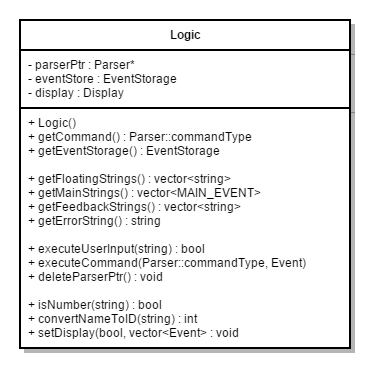 Logic
- parserPtr : Parser*
- eventStore : EventStorage
- display : Display
+ Logic()
+ getCommand() : Parser::commandType
+ getEventStorage() : EventStorage
+ getFloatingStrings() : vector<string>
+ getMainStrings() : vector<MAIN_EVENT>
+ getFeedbackStrings() : vector<string>
+ getErrorString() : string
+ executeUserInput(string) : bool
+ executeCommand(Parser::commandType, Event)
+ deleteParserPtr() : void
+ isNumber(string) : bool
+ convertNameToID(string) : int
+ setDisplay(bool, vector<Event> : void